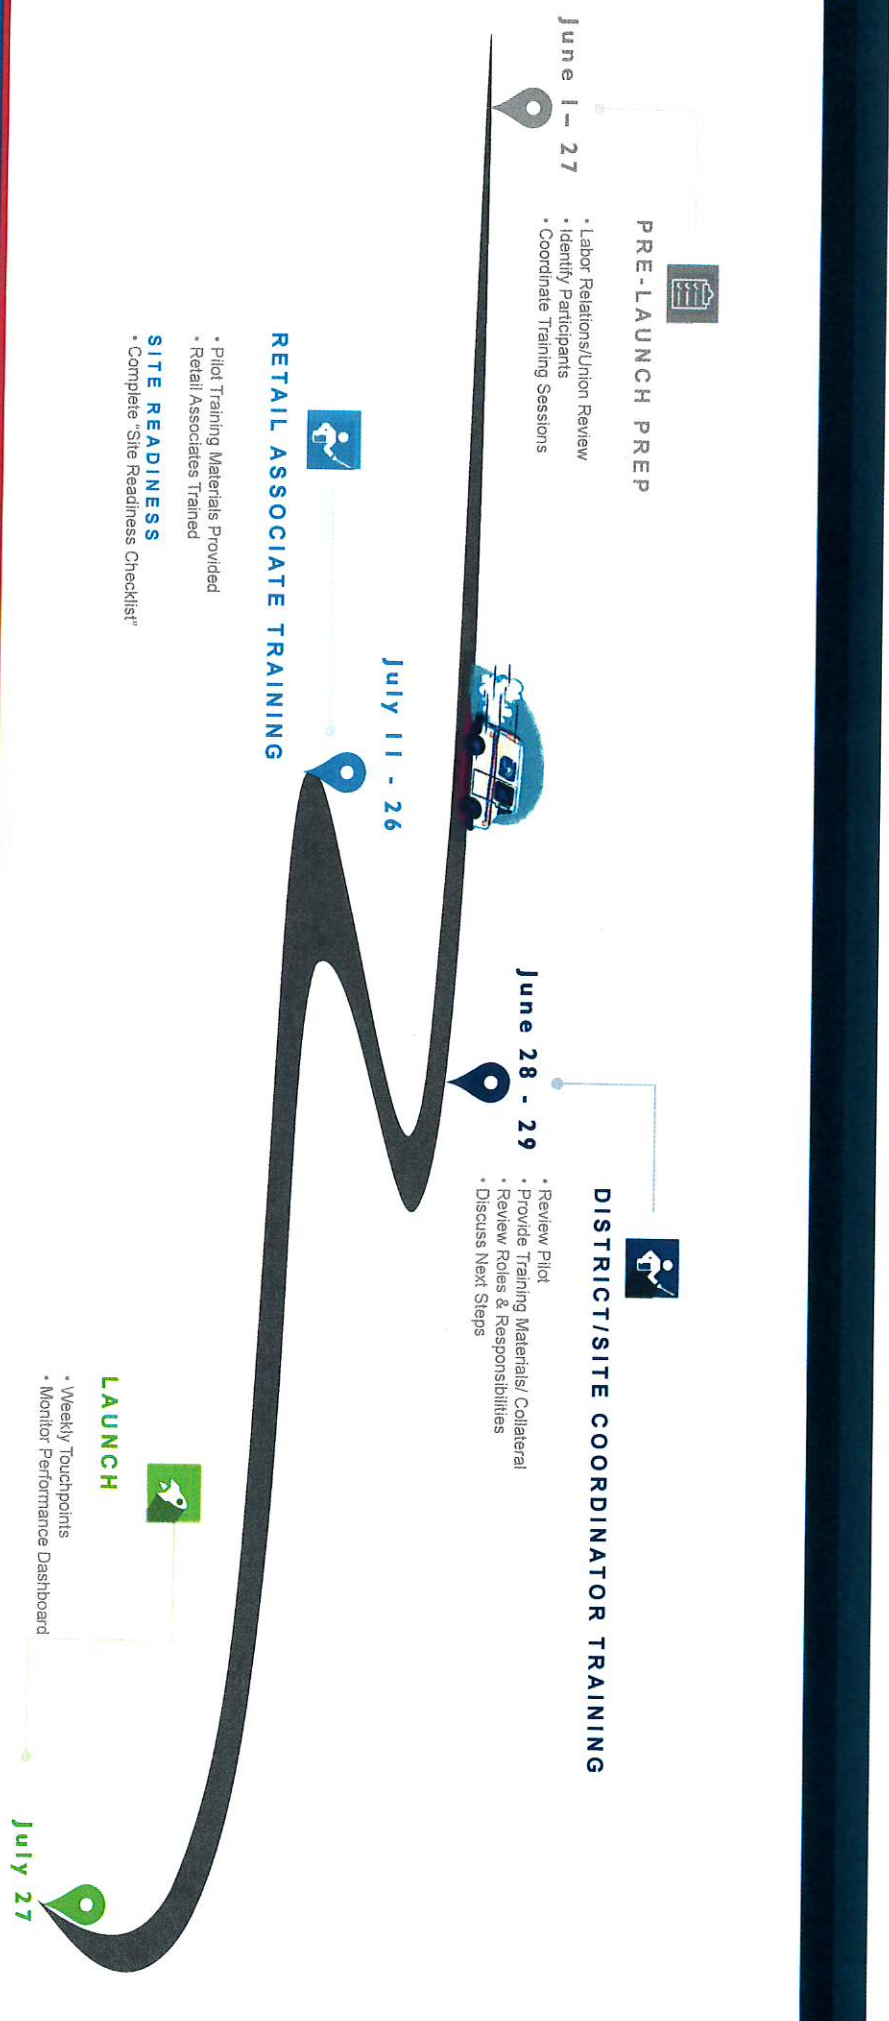 PRE-LAUNCH PREP
June 1– 27
• Labor Relations/Union Review
• Identify Participants
• Coordinate Training Sessions
DISTRICT/SITE COORDINATOR TRAINING
June 28 - 29
• Review Pilot
• Provide Training Materials/ Collateral
• Review Roles & Responsibilities
• Discuss Next Steps
July 11 - 26
RETAIL ASSOCIATE TRAINING
• Pilot Training Materials Provided
• Retail Associates Trained
SITE READINESS
• Complete “Site Readiness Checklist”
LAUNCH
• Weekly Touchpoints
• Monitor Performance Dashboard
July 27